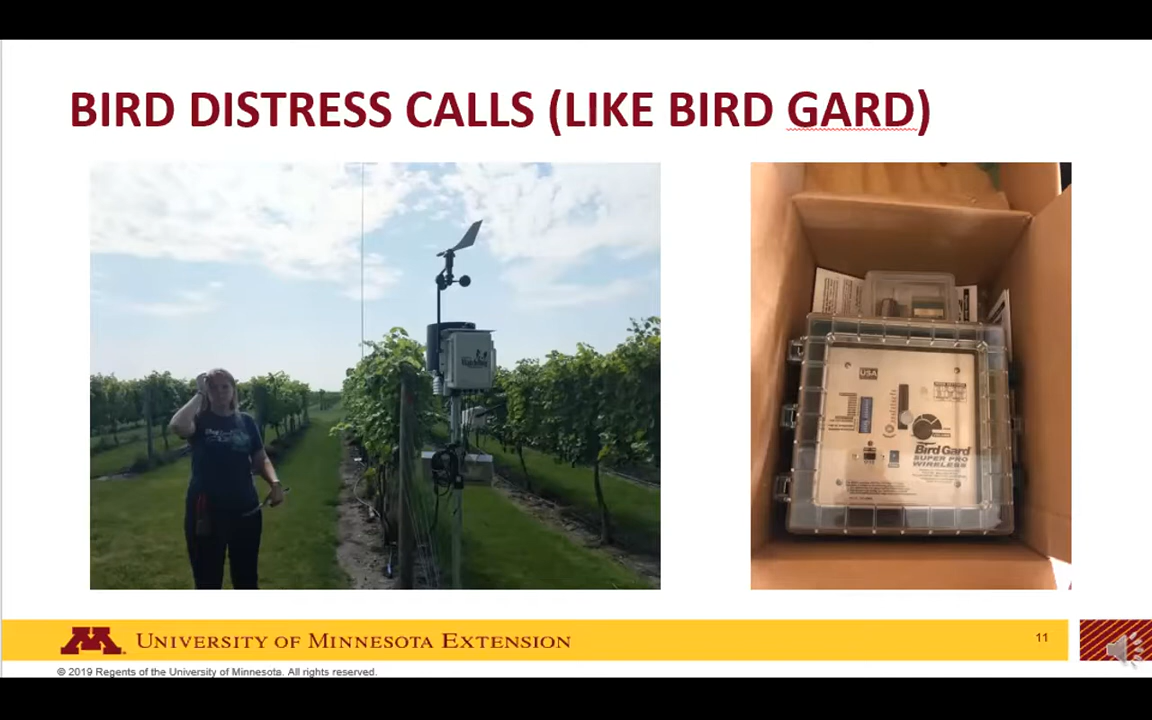 BIRD DISTRESS CALLS (LIKE BIRD GARD)
USA
Bird Gard
SUPER PRO
WIRELESS
UNIVERSITY OF MINNESOTA EXTENSION
11
© 2019 Regents of the University of Minnesota. All rights reserved.